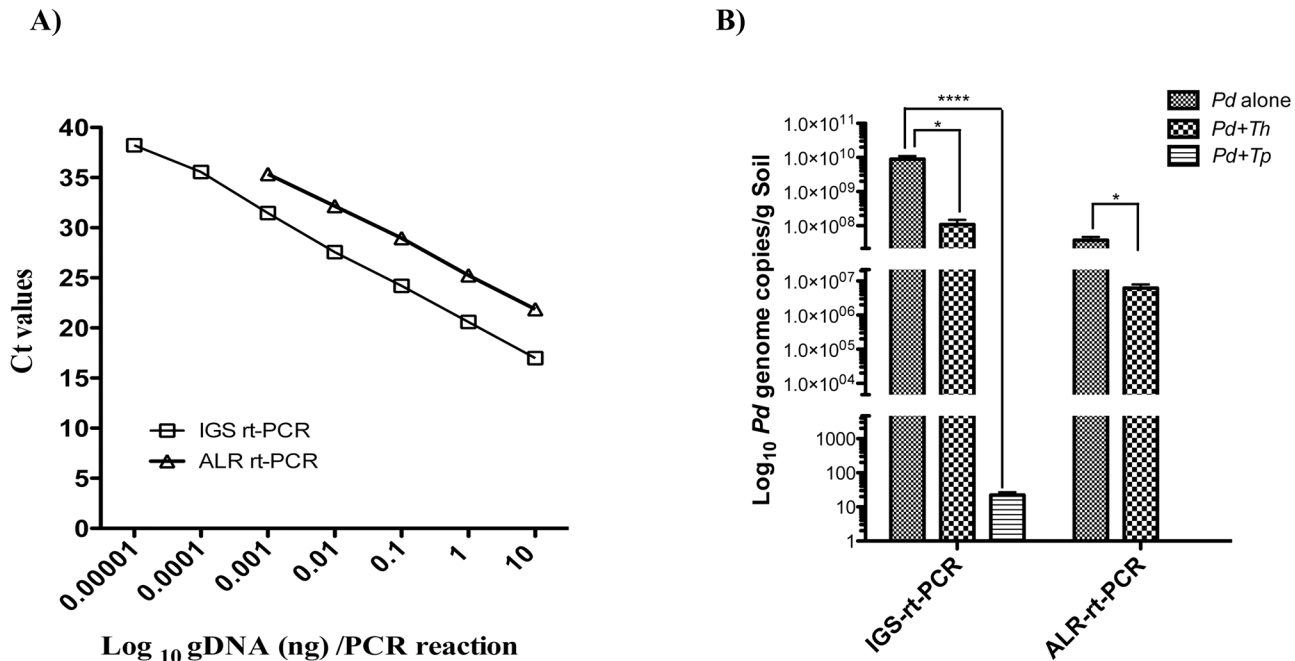 A)
40
35
30
25
20
15
10
5
0
Ct values
IGS rt-PCR
ALR rt-PCR
0.00001
0.0001
0.001
0.01
0.1
1
10
Log 10 gDNA (ng) /PCR reaction
B)
Pd alone
Pd+Th
Pd+Tp
****
*
*
1.0×10^11
1.0×10^10
1.0×10^09
1.0×10^08
1.0×10^07
1.0×10^06
1.0×10^05
1.0×10^04
1000
100
10
1
Log10 Pd genome copies/g Soil
IGS-rt-PCR
ALR-rt-PCR